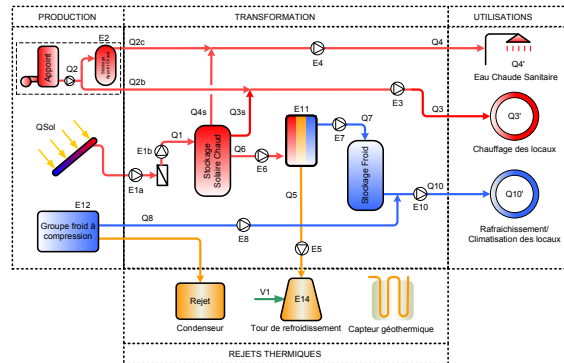 PRODUCTION
TRANSFORMATION
UTILISATIONS
Appoint
Q2
E2
Stockage
Q2c
Q2b
E4
Q4
Q4'
Eau Chaude Sanitaire
E3
Q3
Q3'
Chauffage des locaux
QSol
E1a
E1b
Q1
Q4s
Q3s
Stockage
Solaire Chaud
Q6
E6
E11
E7
Q7
Stockage Froid
Q5
Q10
E10
Q10'
Rafraichissement/
Climatisation des locaux
E12
Groupe froid à
compression
Q8
E8
E5
Rejet
Condenseur
V1
E14
Tour de refroidissement
Capteur géothermique
REJETS THERMIQUES